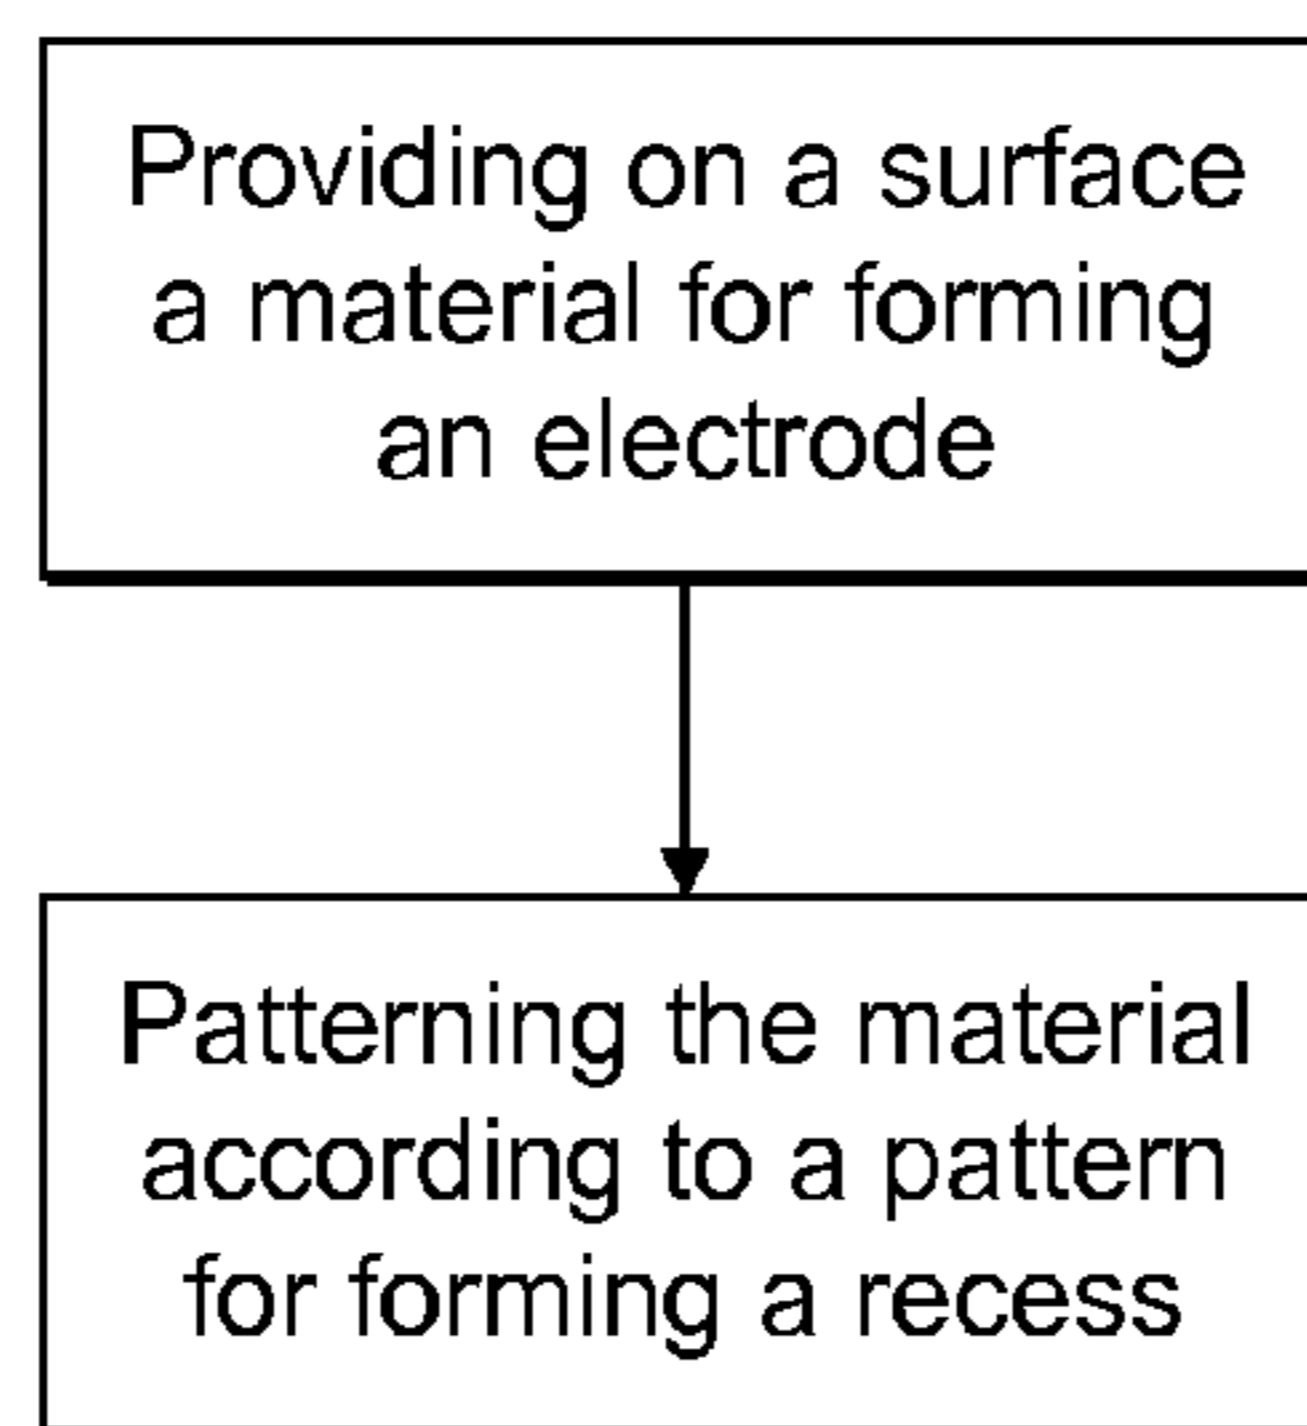 Providing on a surface
a material for forming
an electrode
Patterning the material
according to a pattern
for forming a recess